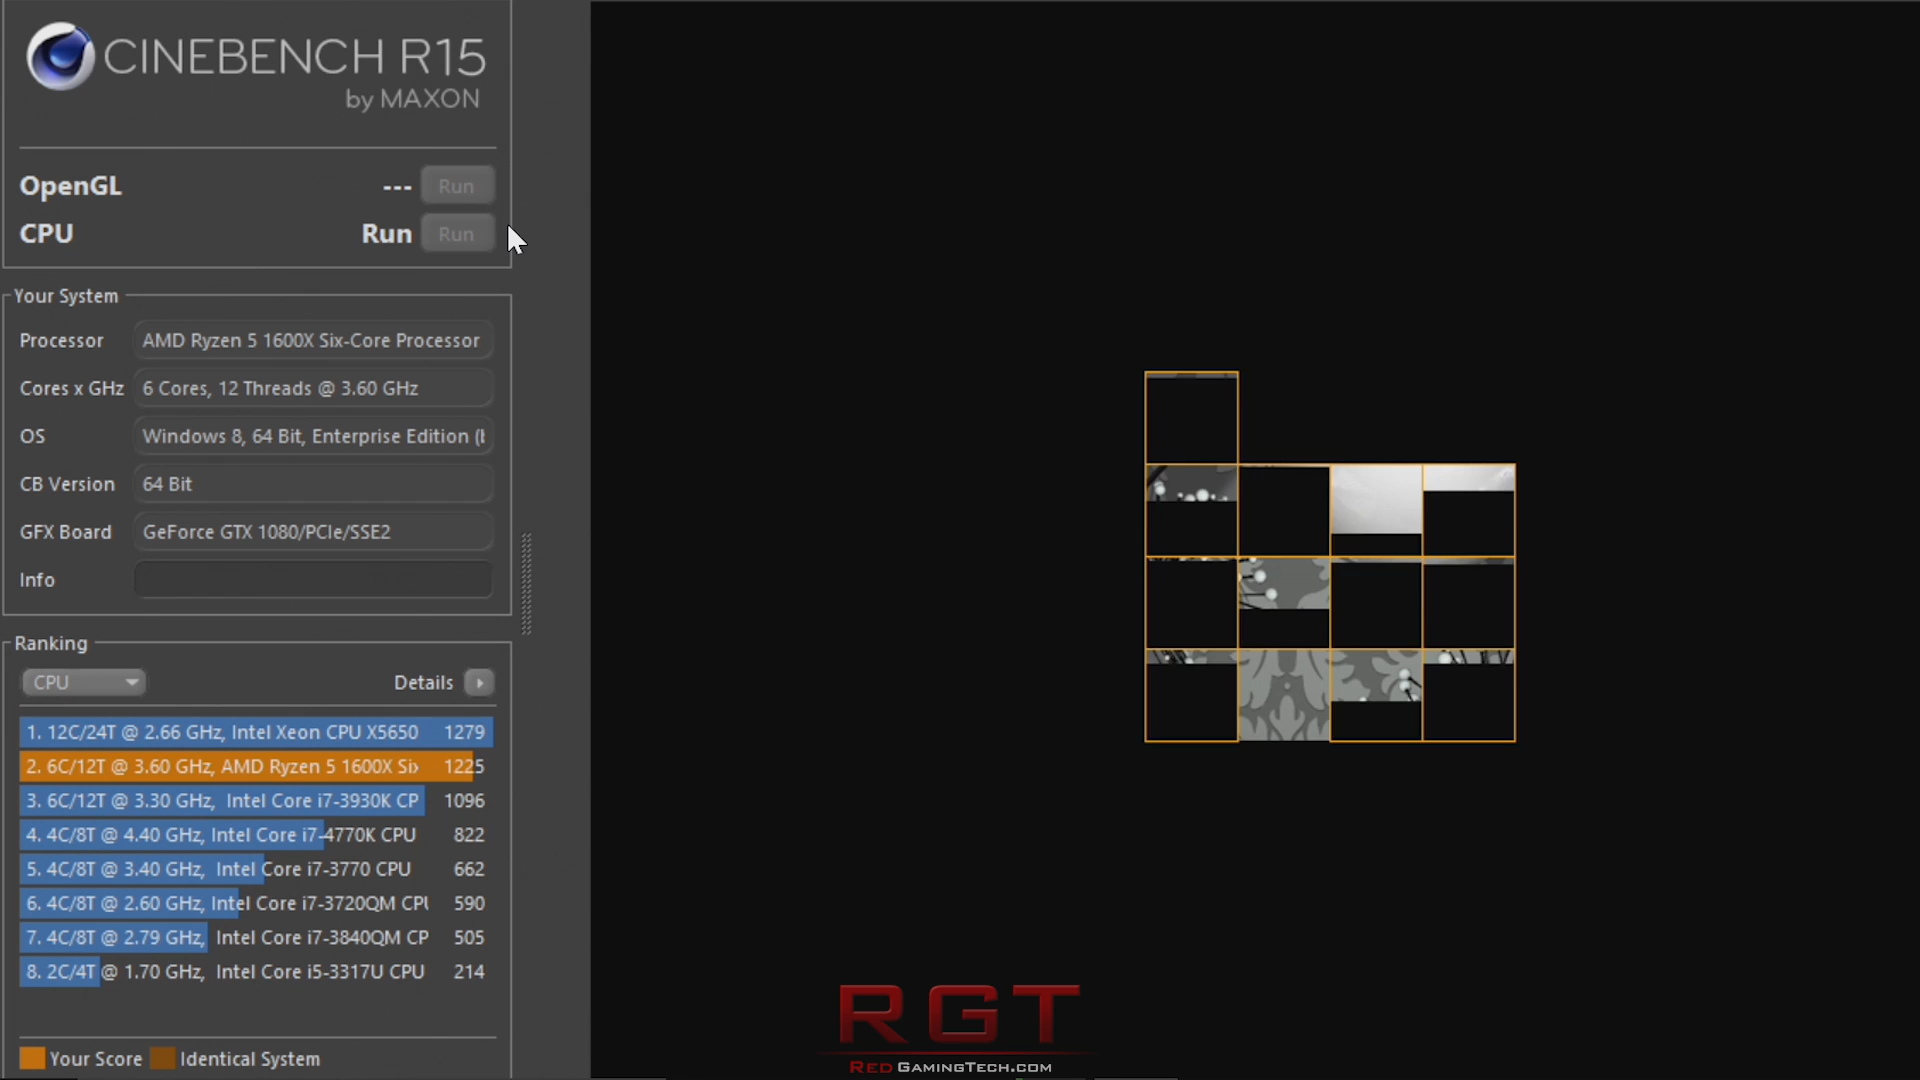 CINEBENCH R15
by MAXON
OpenGL --- Run
CPU Run Run
Your System
Processor AMD Ryzen 5 1600X Six-Core Processor
Cores x GHz 6 Cores, 12 Threads @ 3.60 GHz
OS Windows 8, 64 Bit, Enterprise Edition (b
CB Version 64 Bit
GFX Board GeForce GTX 1080/PCIe/SSE2
Info
Ranking
CPU Details
1. 12C/24T @ 2.66 GHz, Intel Xeon CPU X5650 1279
2. 6C/12T @ 3.60 GHz, AMD Ryzen 5 1600X Six 1225
3. 6C/12T @ 3.30 GHz, Intel Core i7-3930K CP 1096
4. 4C/8T @ 4.40 GHz, Intel Core i7-4770K CPU 822
5. 4C/8T @ 3.40 GHz, Intel Core i7-3770 CPU 662
6. 4C/8T @ 2.60 GHz, Intel Core i7-3720QM CPU 590
7. 4C/8T @ 2.79 GHz, Intel Core i7-3840QM CP 505
8. 2C/4T @ 1.70 GHz, Intel Core i5-3317U CPU 214
Your Score Identical System
RGT
RED GAMINGTECH.COM